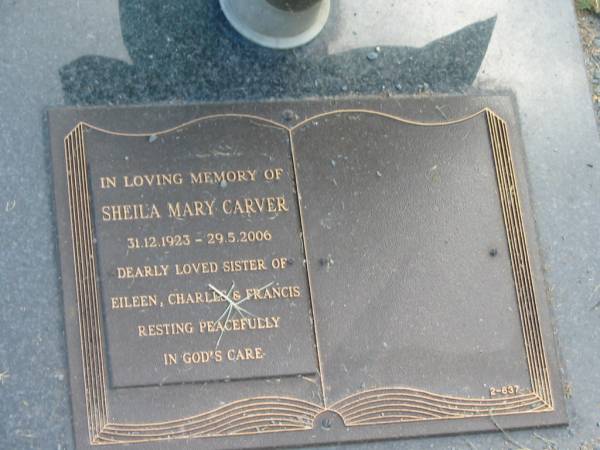 IN LOVING MEMORY OF
SHEILA MARY CARVER
31.12.1923 - 29.5.2006
DEARLY LOVED SISTER OF
EILEEN, CHARLES & FRANCIS
RESTING PEACEFULLY
IN GOD'S CARE
2-637